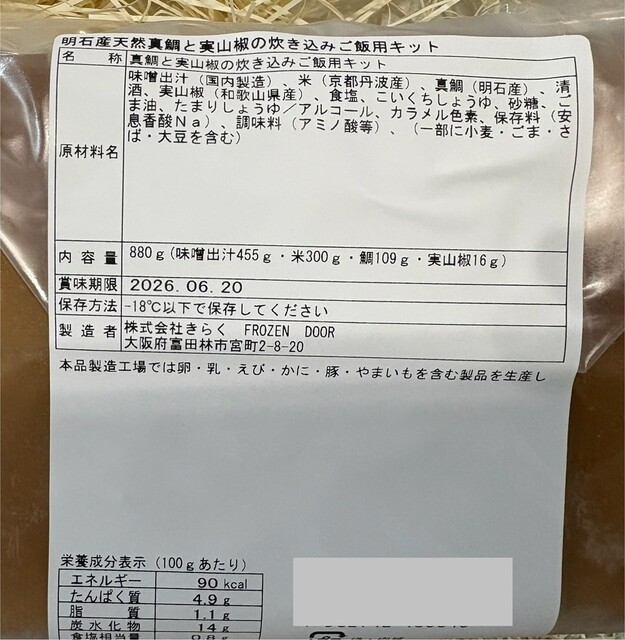 明石産天然真鯛と実山椒の炊き込みご飯用キット
名称 真鯛と実山椒の炊き込みご飯用キット
原材料名 味噌出汁(国内製造)、米(京都丹波産)、真鯛(明石産)、清
酒、実山椒(和歌山県産)、食塩、こいくちしょうゆ、砂糖、ご
ま油、たまりしょうゆ/アルコール、カラメル色素、保存料(安
息香酸Na)、調味料(アミノ酸等)、(一部に小麦・ごま・さ
ば・大豆を含む)
内容量 880g(味噌出汁455g・米300g・鯛109g・実山椒16g)
賞味期限 2026.06.20
保存方法 -18℃以下で保存してください
製造者 株式会社きらく FROZEN DOOR
大阪府富田林市宮町2-8-20
本品製造工場では卵・乳・えび・かに・豚・やまいもを含む製品を生産し
栄養成分表示(100gあたり)
エネルギー 90kcal
たんぱく質 4.9g
脂質 1.1g
炭水化物 14g
食塩相当量 0.8g